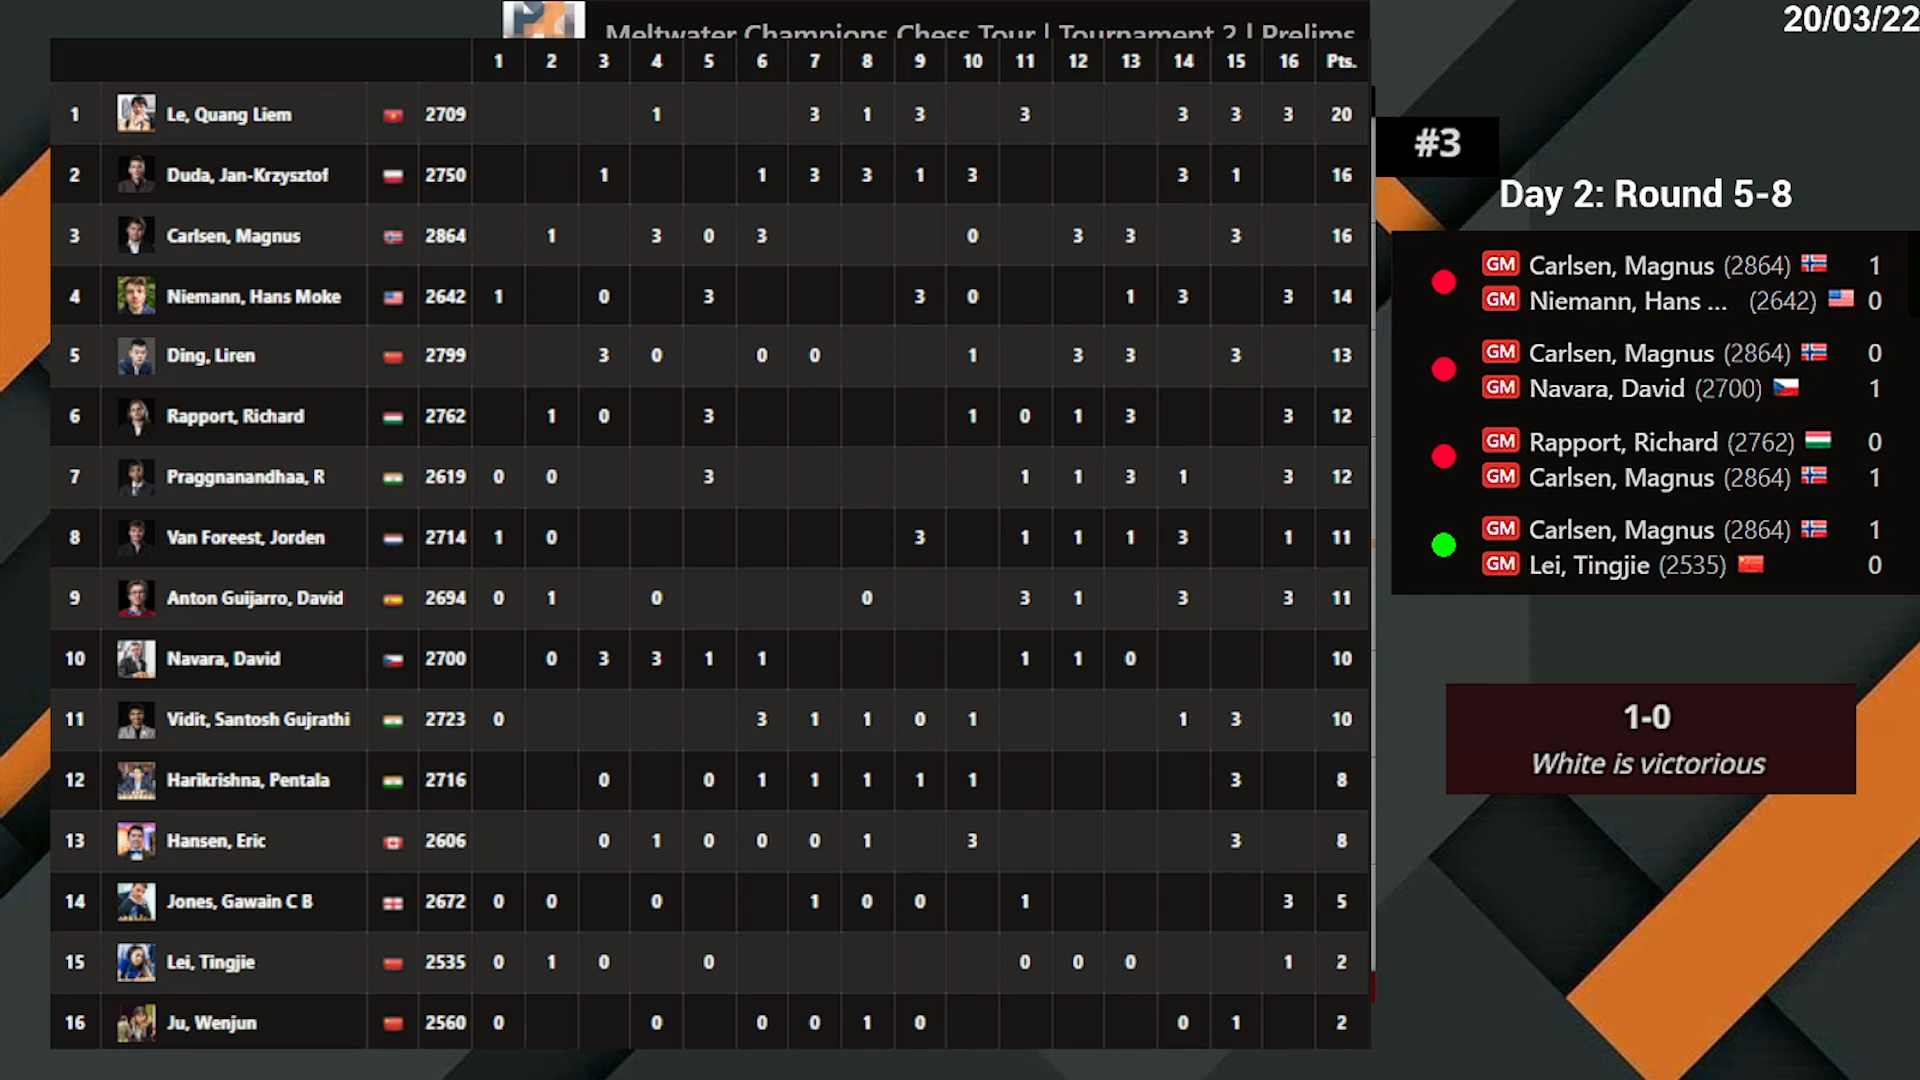 Meltwater Champions Chess Tour | Tournament 2 | Prelims
20/03/22
1 2 3 4 5 6 7 8 9 10 11 12 13 14 15 16 Pts.
1 Le, Quang Liem 2709 1 3 1 3 3 3 3 3 20
2 Duda, Jan-Krzysztof 2750 1 1 3 3 1 3 3 1 16
3 Carlsen, Magnus 2864 1 3 0 3 0 3 3 3 16
4 Niemann, Hans Moke 2642 1 0 3 3 0 1 3 3 14
5 Ding, Liren 2799 3 0 0 0 1 3 3 3 13
6 Rapport, Richard 2762 1 0 3 1 0 1 3 3 12
7 Praggnanandhaa, R 2619 0 0 3 1 1 3 1 3 12
8 Van Foreest, Jorden 2714 1 0 3 1 1 1 3 1 11
9 Anton Guijarro, David 2694 0 1 0 0 3 1 3 3 11
10 Navara, David 2700 0 3 3 1 1 1 1 0 10
11 Vidit, Santosh Gujrathi 2723 0 3 1 1 0 1 1 3 10
12 Harikrishna, Pentala 2716 0 0 1 1 1 1 1 3 8
13 Hansen, Eric 2606 0 1 0 0 0 1 3 3 8
14 Jones, Gawain C B 2672 0 0 0 1 0 0 1 3 5
15 Lei, Tingjie 2535 0 1 0 0 0 0 0 1 2
16 Ju, Wenjun 2560 0 0 0 0 1 0 0 1 2
#3
Day 2: Round 5-8
GM Carlsen, Magnus (2864) 1
GM Niemann, Hans ... (2642) 0
GM Carlsen, Magnus (2864) 0
GM Navara, David (2700) 1
GM Rapport, Richard (2762) 0
GM Carlsen, Magnus (2864) 1
GM Carlsen, Magnus (2864) 1
GM Lei, Tingjie (2535) 0
1-0
White is victorious